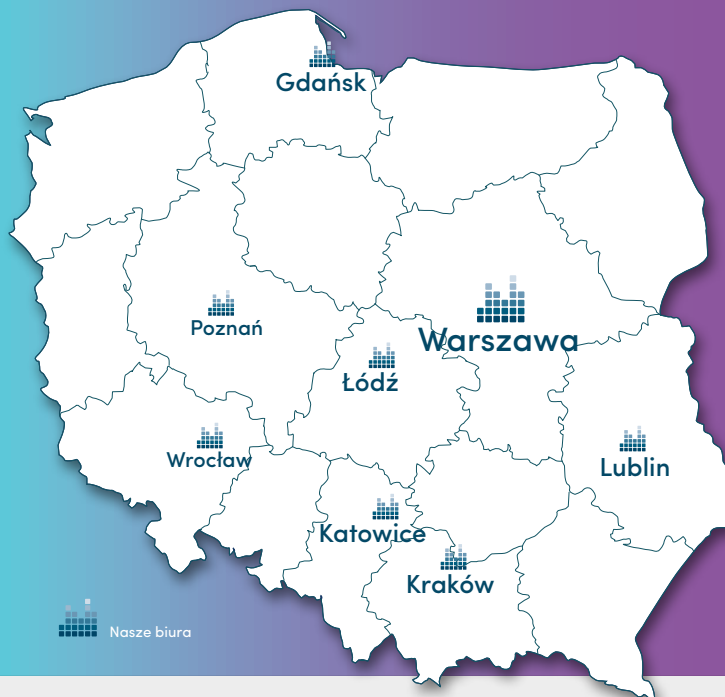 Gdańsk
Poznań
Warszawa
Łódź
Wrocław
Lublin
Katowice
Kraków
Nasze biura